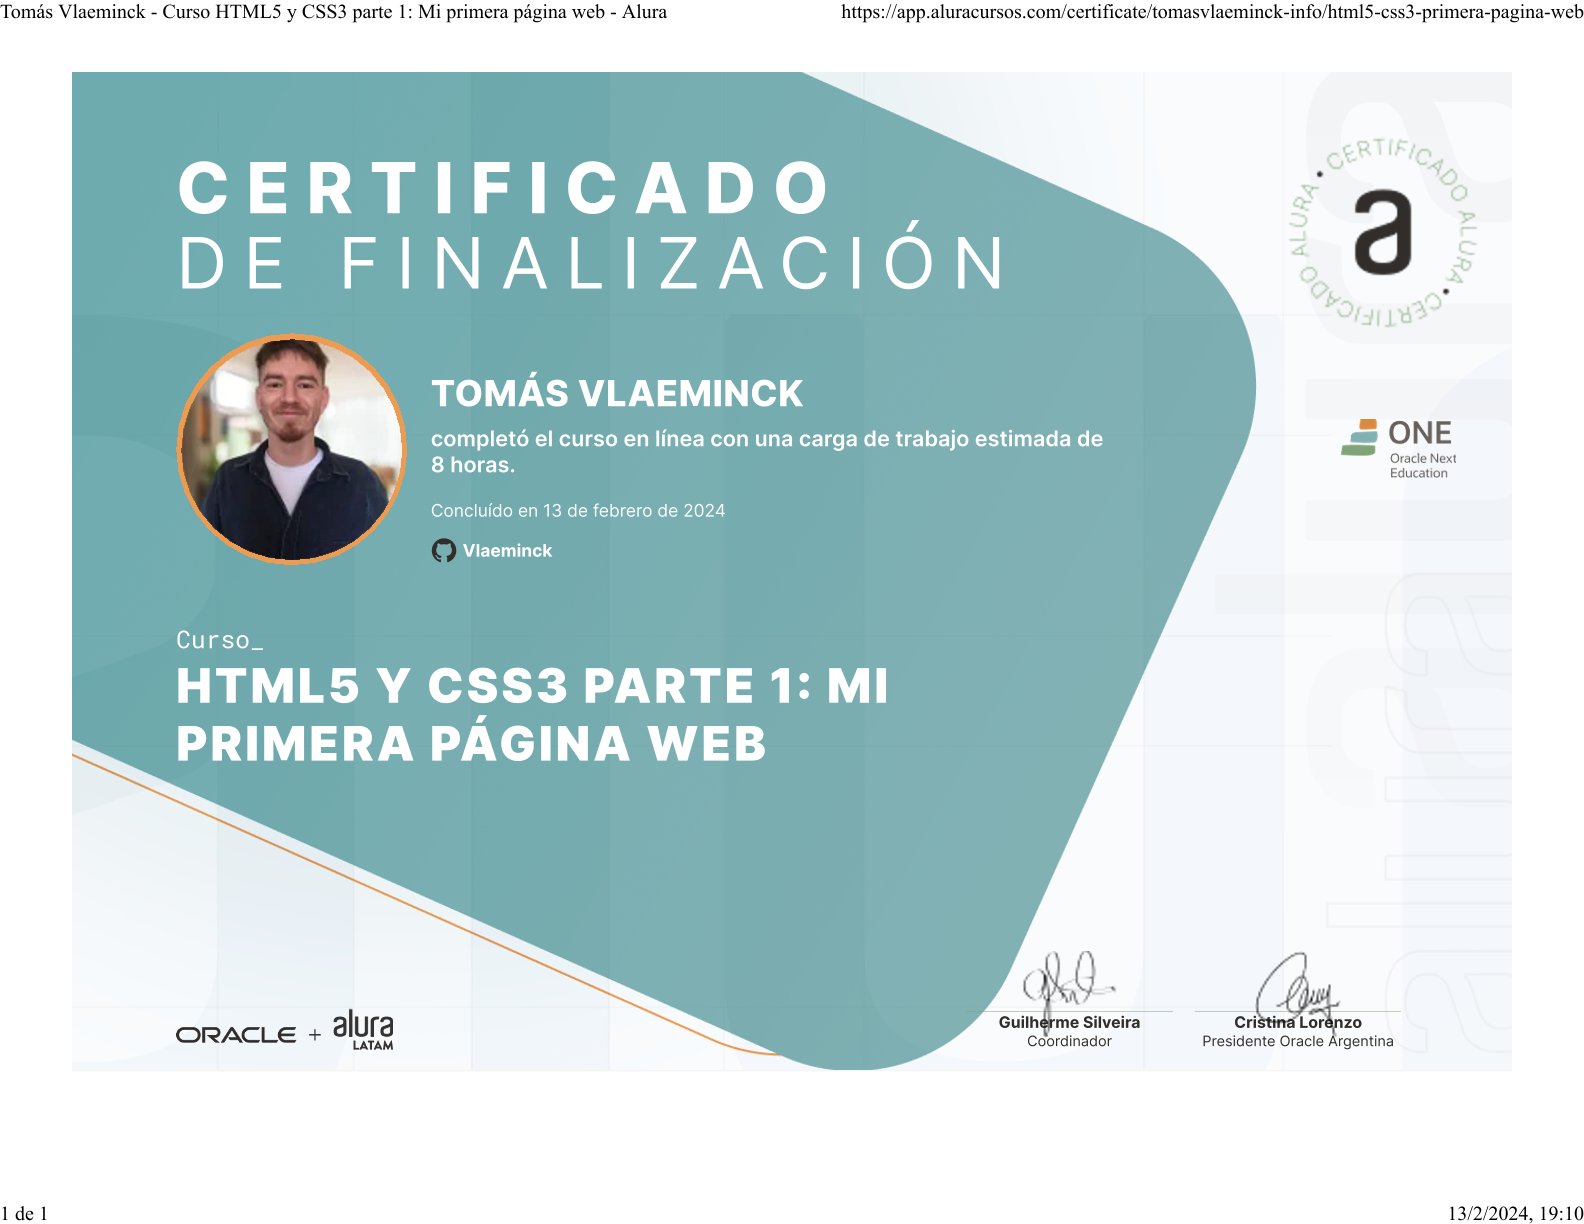 Tomás Vlaeminck - Curso HTML5 y CSS3 parte 1: Mi primera página web - Alura
https://app.aluracursos.com/certificate/tomasvlaeminck-info/html5-css3-primera-pagina-web
CERTIFICADO
DE FINALIZACIÓN
CERTIFICADO ALURA • CERTIFICADO ALURA •
a
TOMÁS VLAEMINCK
completó el curso en línea con una carga de trabajo estimada de
8 horas.
Concluído en 13 de febrero de 2024
Vlaeminck
ONE
Oracle Next
Education
Curso_
HTML5 Y CSS3 PARTE 1: MI
PRIMERA PÁGINA WEB
ORACLE + alura
LATAM
Guilherme Silveira
Coordinador
Cristina Lorenzo
Presidente Oracle Argentina
alura
alura
1 de 1
13/2/2024, 19:10